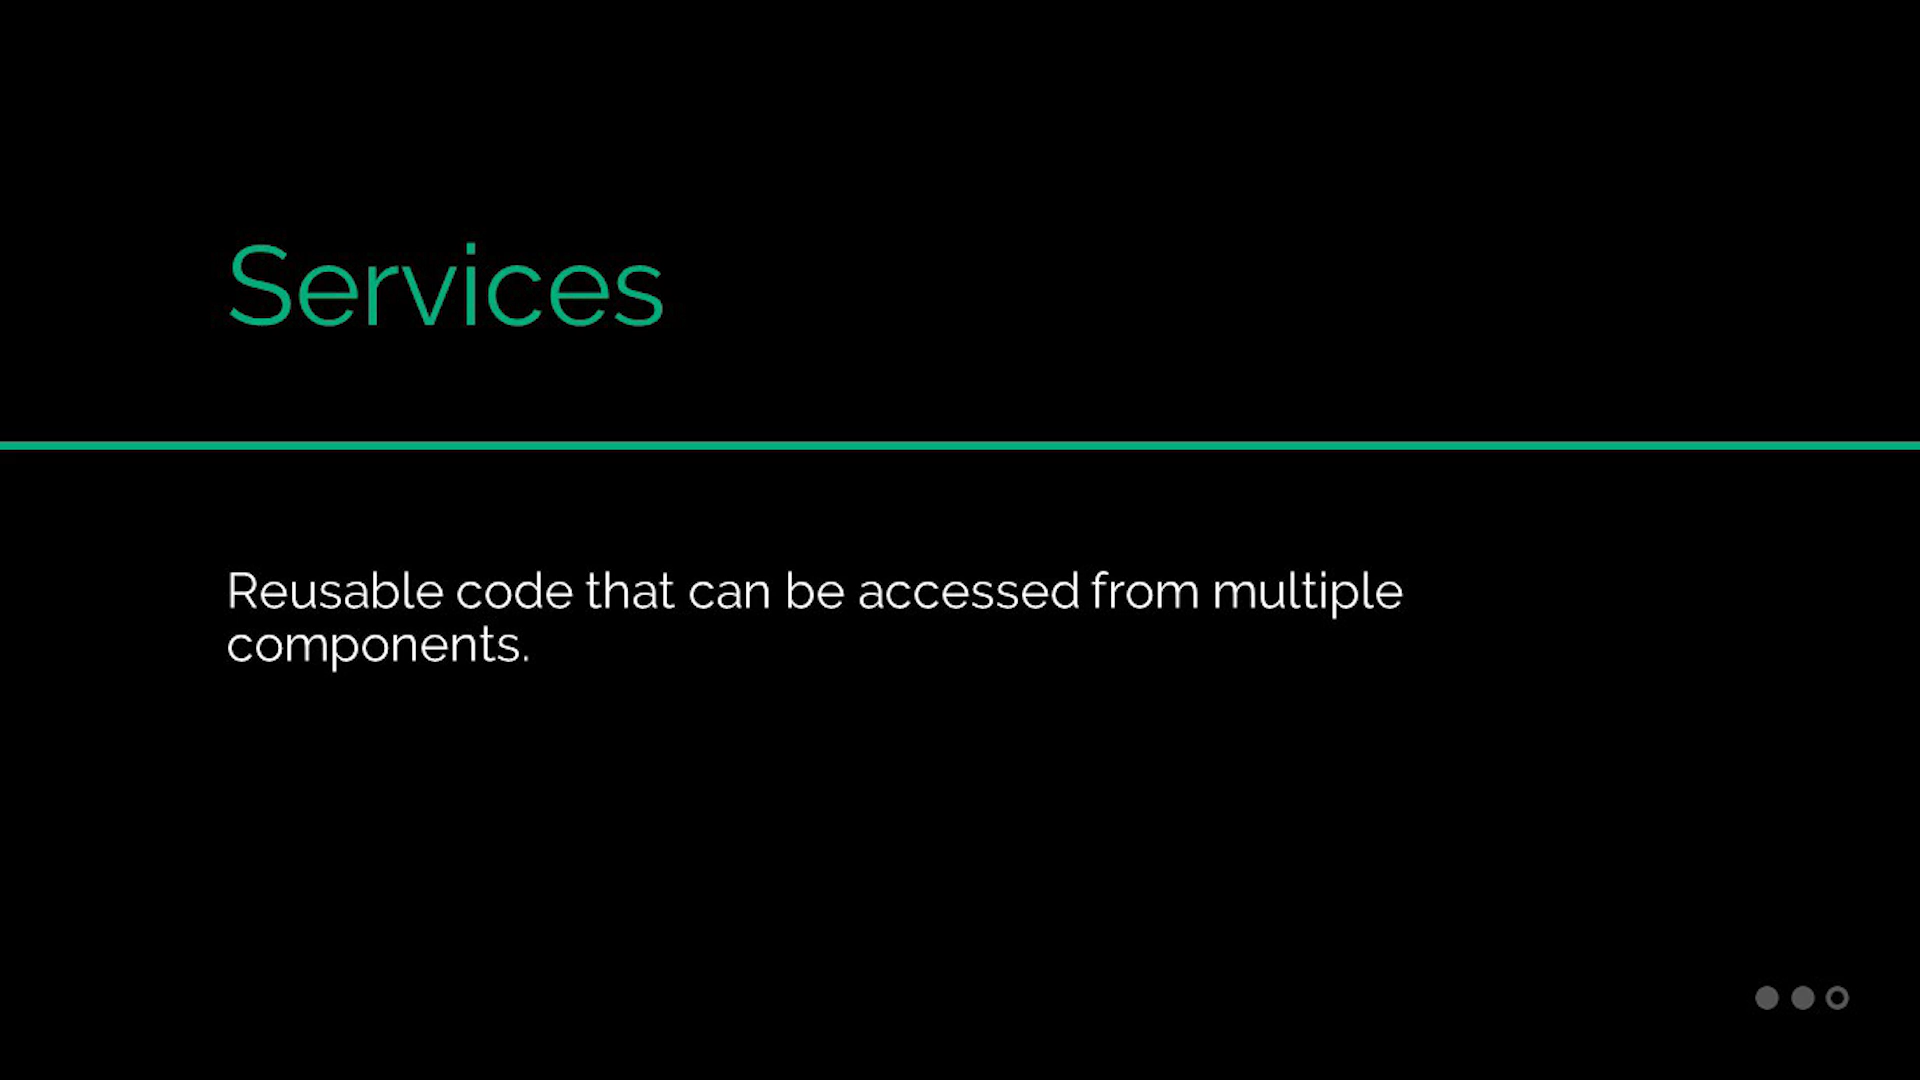 Services
Reusable code that can be accessed from multiple
components.